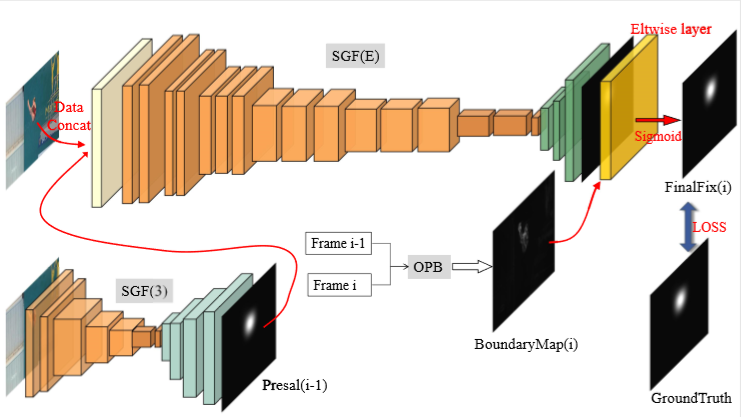 Eltwise layer
SGF(E)
Data
Concat
Sigmoid
FinalFix(i)
LOSS
Frame i-1
Frame i
OPB
BoundaryMap(i)
SGF(3)
Presal(i-1)
GroundTruth